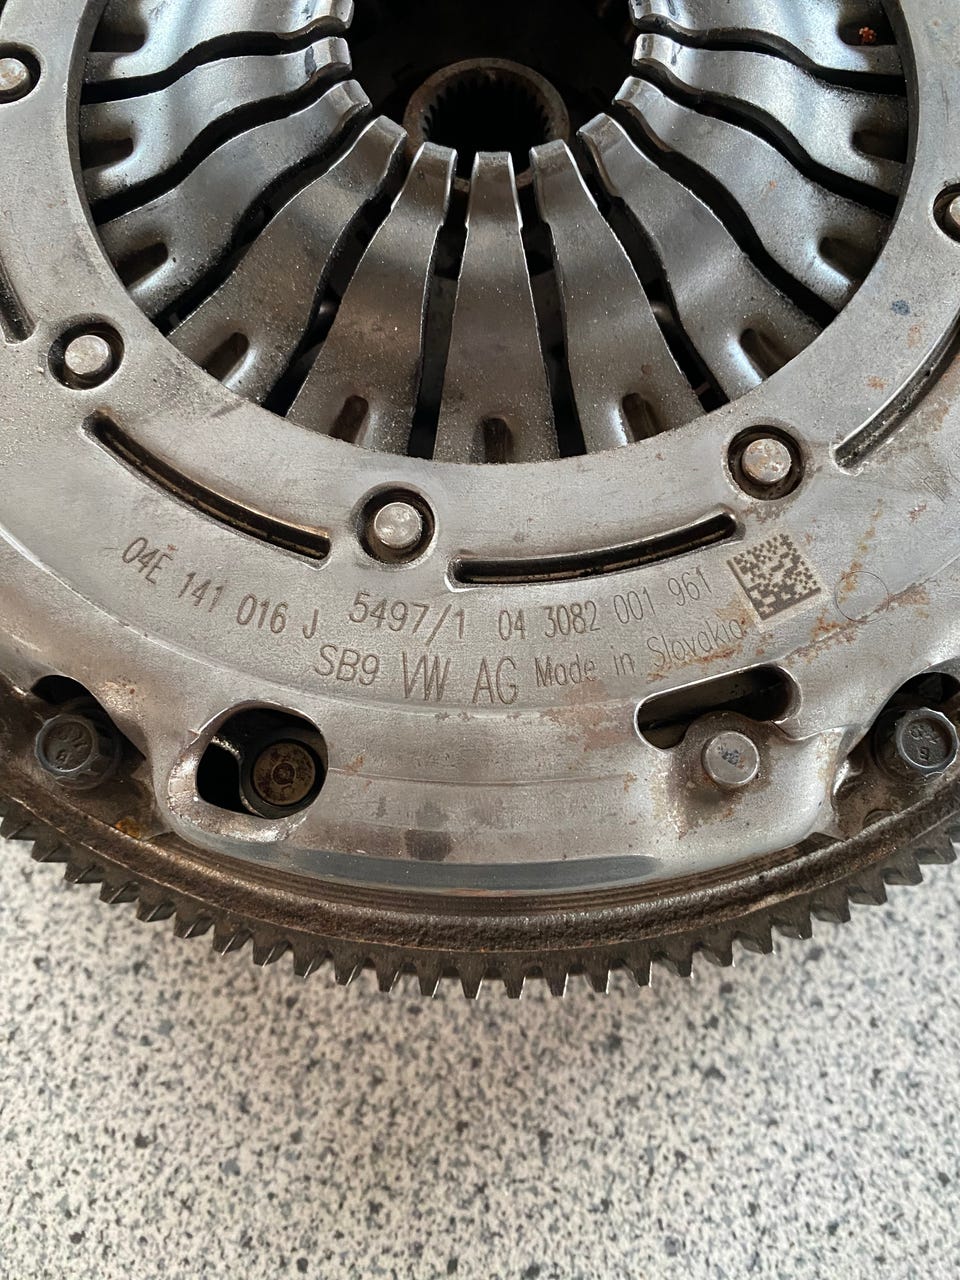 04E 141 016 J 5497/1 04 3082 001 961
SB9 VW AG Made in Slovakia